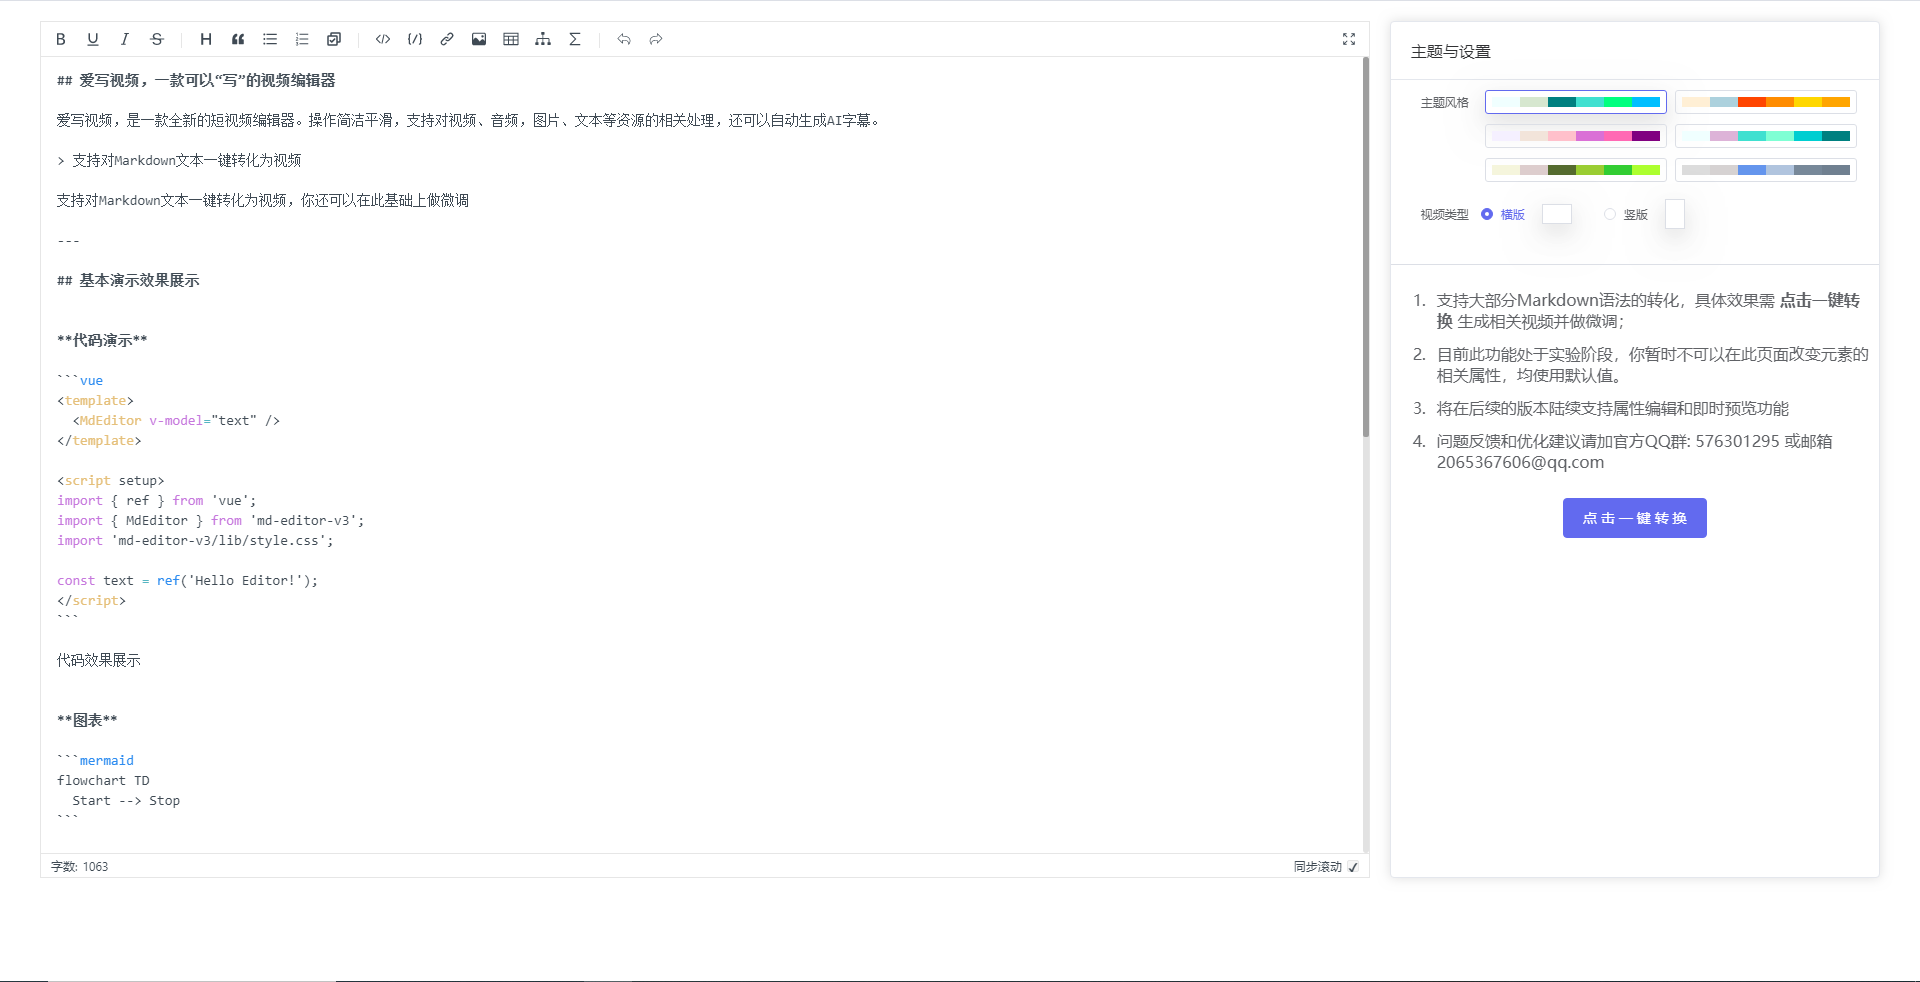 ## 爱写视频，一款可以“写”的视频编辑器
爱写视频，是一款全新的短视频编辑器。操作简洁平滑，支持对视频、音频，图片、文本等资源的相关处理，还可以自动生成AI字幕。
> 支持对Markdown文本一键转化为视频
支持对Markdown文本一键转化为视频，你还可以在此基础上做微调
---
## 基本演示效果展示
**代码演示**
```vue
<template>
  <MdEditor v-model="text" />
</template>
<script setup>
import { ref } from 'vue';
import { MdEditor } from 'md-editor-v3';
import 'md-editor-v3/lib/style.css';
const text = ref('Hello Editor!');
</script>
```
代码效果展示
**图表**
```mermaid
flowchart TD
  Start --> Stop
```
字数: 1063
同步滚动
主题与设置
主题风格
视频类型 横版 竖版
1. 支持大部分Markdown语法的转化，具体效果需 点击一键转
换 生成相关视频并做微调；
2. 目前此功能处于实验阶段，你暂时不可以在此页面改变元素的
相关属性，均使用默认值。
3. 将在后续的版本陆续支持属性编辑和即时预览功能
4. 问题反馈和优化建议请加官方QQ群: 576301295 或邮箱
2065367606@qq.com
点击一键转换